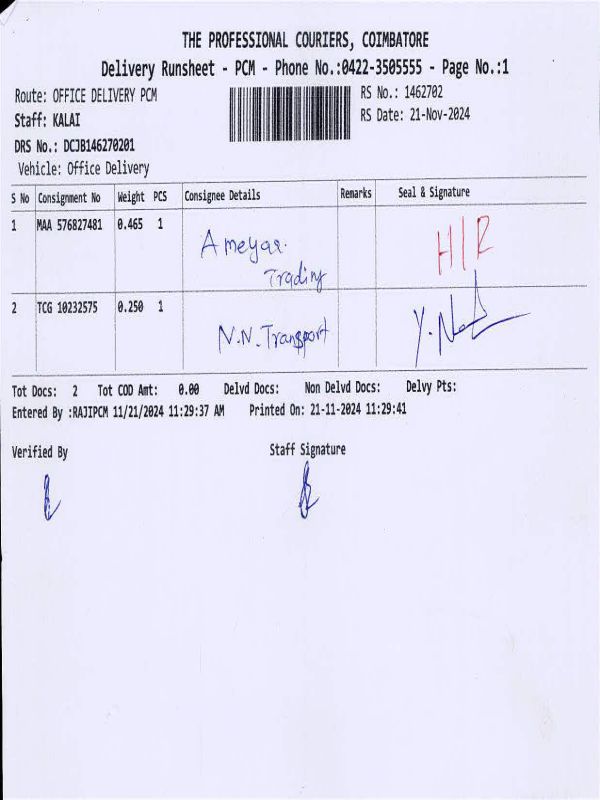 THE PROFESSIONAL COURIERS, COIMBATORE
Delivery Runsheet - PCM - Phone No.:0422-3505555 - Page No.:1
Route: OFFICE DELIVERY PCM
RS No.: 1462702
Staff: KALAI
RS Date: 21-Nov-2024
DRS No.: DCJB146270201
Vehicle: Office Delivery
S No Consignment No Weight PCS Consignee Details Remarks Seal & Signature
1 MAA 576827481 0.465 1 Ameyar Trading H/R
2 TCG 10232575 0.250 1 N.N. Transport
Tot Docs: 2 Tot COD Amt: 0.00 Delvd Docs: Non Delvd Docs: Delvy Pts:
Entered By :RAJIPCM 11/21/2024 11:29:37 AM Printed On: 21-11-2024 11:29:41
Verified By Staff Signature